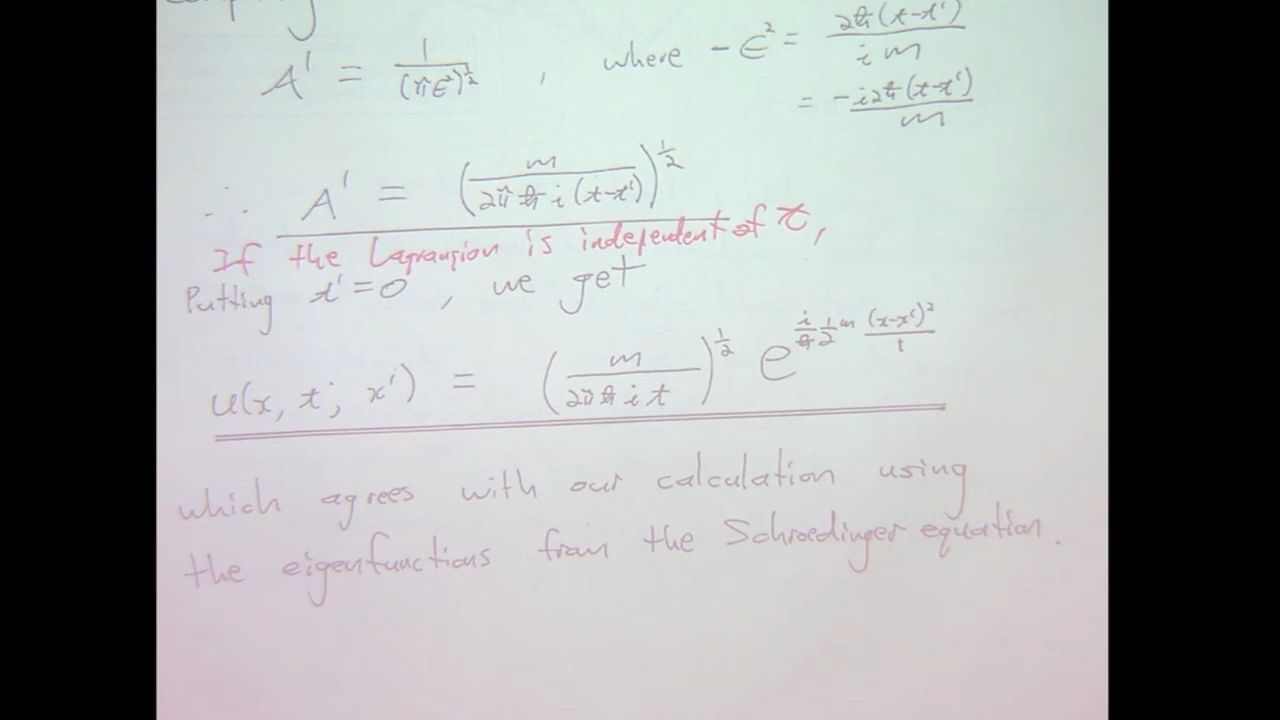 A' = 1/(πε²)^½ , where -ε² = 2ħ(t-t')/im
= -i2ħ(t-t')/m
∴ A' = (m/2πħi(t-t'))^½
If the Lagrangian is independent of t,
Putting t'=0, we get
u(x, t; x') = (m/2πħit)^½ e^(i/ħ ½m (x-x')²/t)
which agrees with our calculation using
the eigenfunctions from the Schroedinger equation.